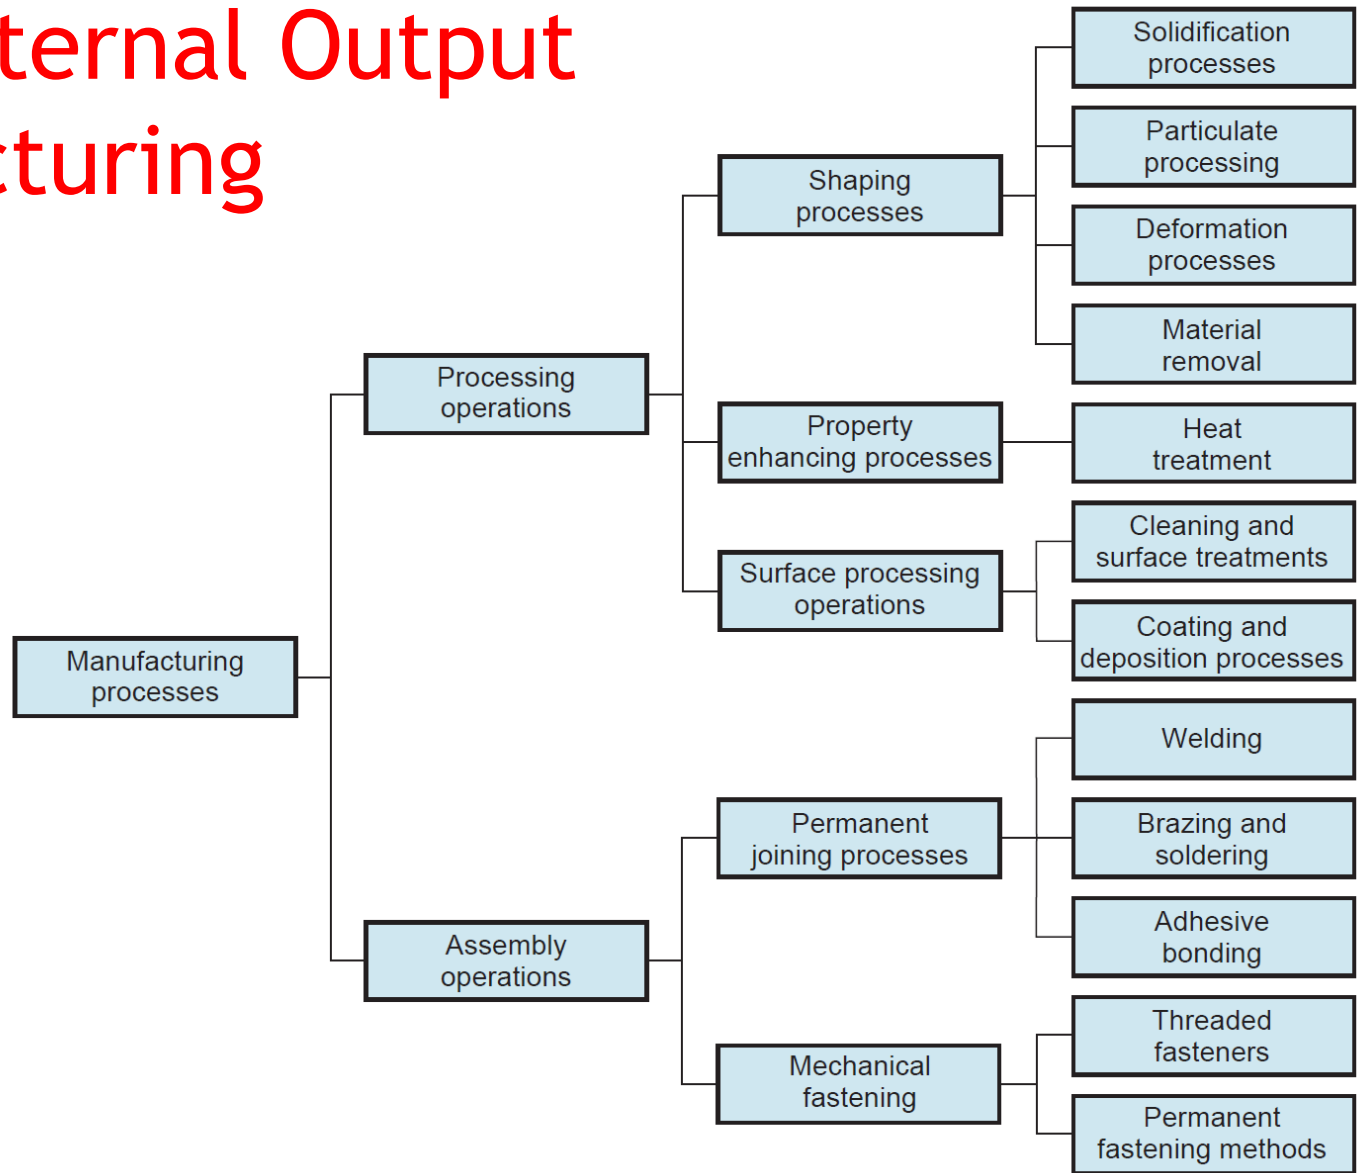 ternal Output
cturing
Manufacturing
processes
Processing
operations
Assembly
operations
Shaping
processes
Property
enhancing processes
Surface processing
operations
Permanent
joining processes
Mechanical
fastening
Solidification
processes
Particulate
processing
Deformation
processes
Material
removal
Heat
treatment
Cleaning and
surface treatments
Coating and
deposition processes
Welding
Brazing and
soldering
Adhesive
bonding
Threaded
fasteners
Permanent
fastening methods